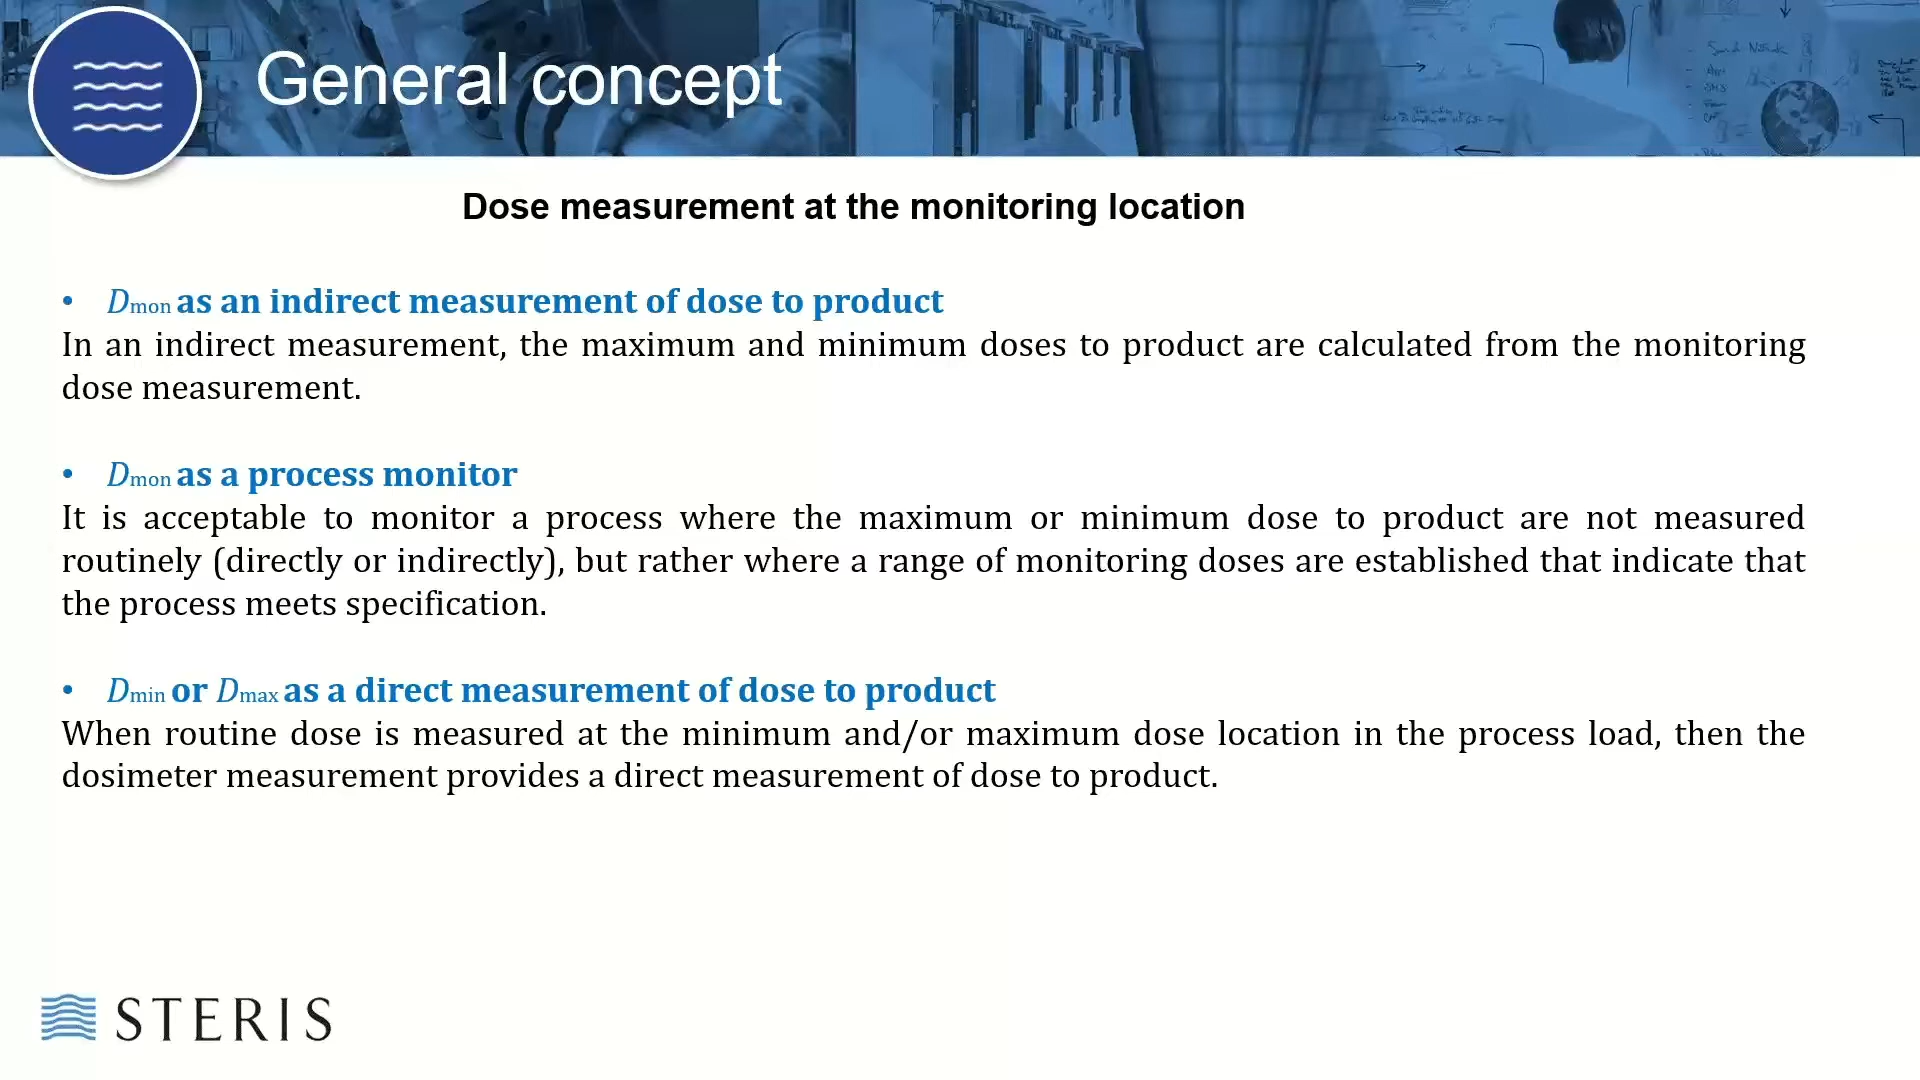 General concept
Dose measurement at the monitoring location
• Dmon as an indirect measurement of dose to product
In an indirect measurement, the maximum and minimum doses to product are calculated from the monitoring
dose measurement.
• Dmon as a process monitor
It is acceptable to monitor a process where the maximum or minimum dose to product are not measured
routinely (directly or indirectly), but rather where a range of monitoring doses are established that indicate that
the process meets specification.
• Dmin or Dmax as a direct measurement of dose to product
When routine dose is measured at the minimum and/or maximum dose location in the process load, then the
dosimeter measurement provides a direct measurement of dose to product.
STERIS